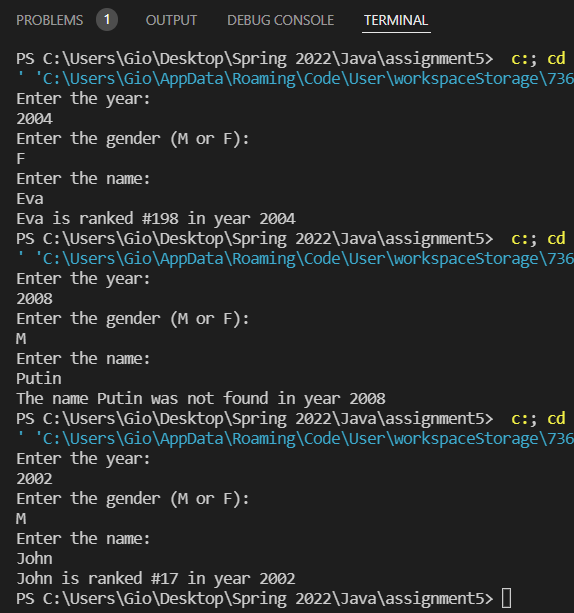 PROBLEMS 1 OUTPUT DEBUG CONSOLE TERMINAL
PS C:\Users\Gio\Desktop\Spring 2022\Java\assignment5>  c:; cd
' 'C:\Users\Gio\AppData\Roaming\Code\User\workspaceStorage\736
Enter the year:
2004
Enter the gender (M or F):
F
Enter the name:
Eva
Eva is ranked #198 in year 2004
PS C:\Users\Gio\Desktop\Spring 2022\Java\assignment5>  c:; cd
' 'C:\Users\Gio\AppData\Roaming\Code\User\workspaceStorage\736
Enter the year:
2008
Enter the gender (M or F):
M
Enter the name:
Putin
The name Putin was not found in year 2008
PS C:\Users\Gio\Desktop\Spring 2022\Java\assignment5>  c:; cd
' 'C:\Users\Gio\AppData\Roaming\Code\User\workspaceStorage\736
Enter the year:
2002
Enter the gender (M or F):
M
Enter the name:
John
John is ranked #17 in year 2002
PS C:\Users\Gio\Desktop\Spring 2022\Java\assignment5>